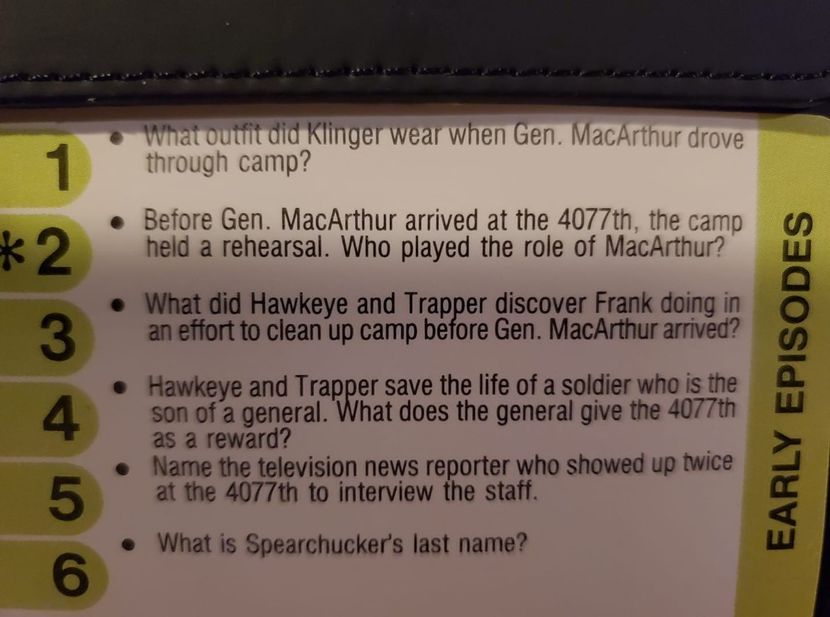 1
• What outfit did Klinger wear when Gen. MacArthur drove
through camp?
*2
• Before Gen. MacArthur arrived at the 4077th, the camp
held a rehearsal. Who played the role of MacArthur?
3
• What did Hawkeye and Trapper discover Frank doing in
an effort to clean up camp before Gen. MacArthur arrived?
4
• Hawkeye and Trapper save the life of a soldier who is the
son of a general. What does the general give the 4077th
as a reward?
5
• Name the television news reporter who showed up twice
at the 4077th to interview the staff.
6
• What is Spearchucker's last name?
EARLY EPISODES